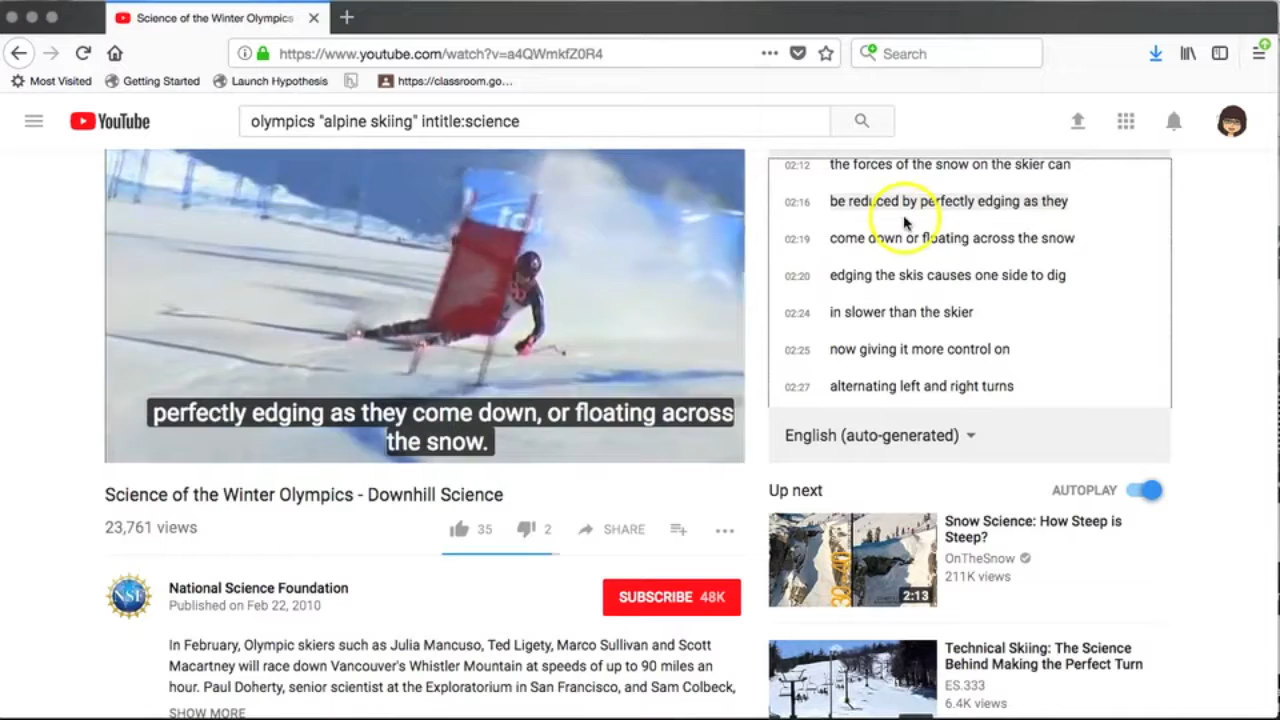 Science of the Winter Olympics
https://www.youtube.com/watch?v=a4QWmkfZ0R4
Search
Most Visited
Getting Started
Launch Hypothesis
https://classroom.go...
YouTube
olympics "alpine skiing" intitle:science
perfectly edging as they come down, or floating across
the snow.
02:12 the forces of the snow on the skier can
02:16 be reduced by perfectly edging as they
02:19 come down or floating across the snow
02:20 edging the skis causes one side to dig
02:24 in slower than the skier
02:25 now giving it more control on
02:27 alternating left and right turns
English (auto-generated)
Science of the Winter Olympics - Downhill Science
23,761 views
35
2
SHARE
NSF
National Science Foundation
Published on Feb 22, 2010
SUBSCRIBE 48K
In February, Olympic skiers such as Julia Mancuso, Ted Ligety, Marco Sullivan and Scott
Macartney will race down Vancouver's Whistler Mountain at speeds of up to 90 miles an
hour. Paul Doherty, senior scientist at the Exploratorium in San Francisco, and Sam Colbeck,
SHOW MORE
Up next
AUTOPLAY
2:13
Snow Science: How Steep is
Steep?
OnTheSnow
211K views
Technical Skiing: The Science
Behind Making the Perfect Turn
ES.333
6.4K views